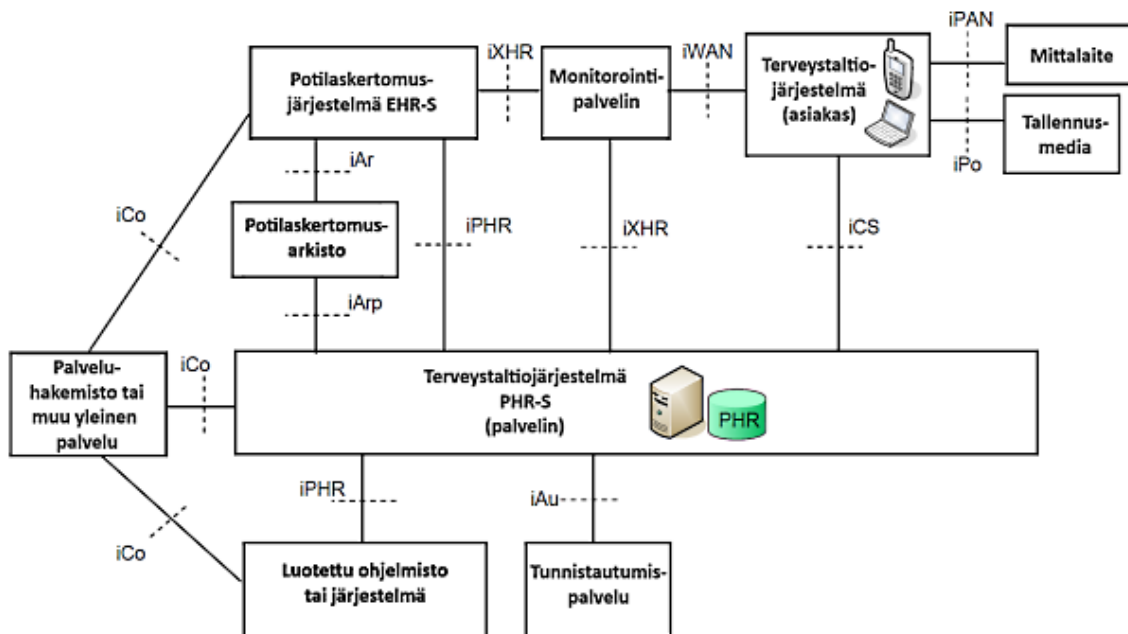 iXHR
iWAN
iPAN
Potilaskertomus-
järjestelmä EHR-S
Monitorointi-
palvelin
Terveystaltio-
järjestelmä
(asiakas)
Mittalaite
Tallennus-
media
iPo
iAr
iCo
Potilaskertomus-
arkisto
iPHR
iXHR
iCS
iArp
Palvelu-
hakemisto tai
muu yleinen
palvelu
iCo
Terveystaltiojärjestelmä
PHR-S
(palvelin)
PHR
iPHR
iAu
iCo
Luotettu ohjelmisto
tai järjestelmä
Tunnistautumis-
palvelu